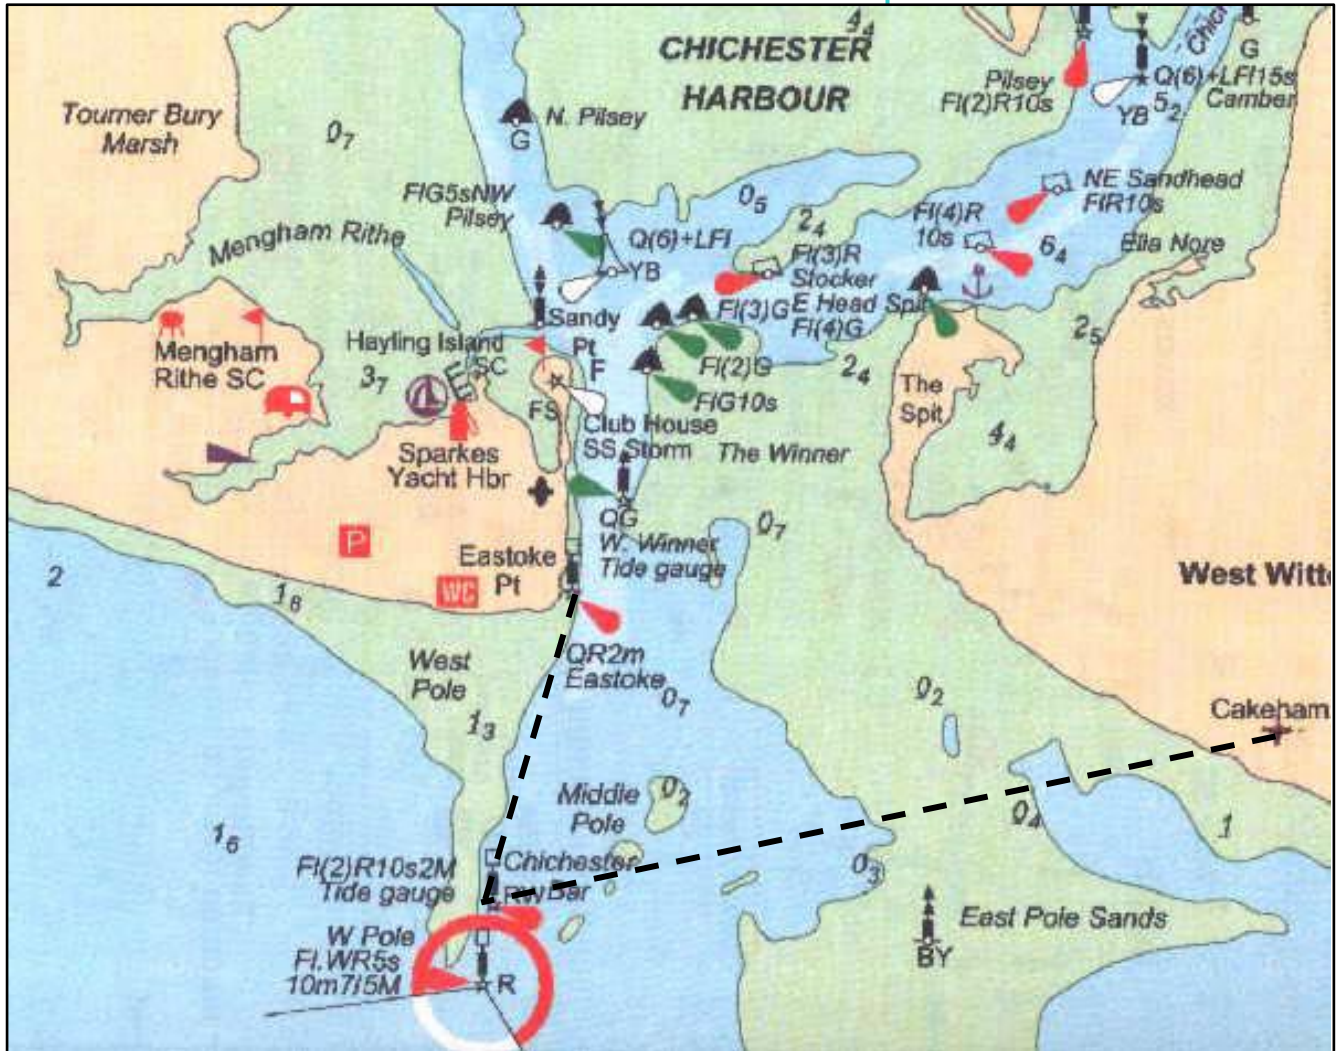 CHICHESTER
HARBOUR
4₄
Tourner Bury
Marsh
0₇
N. Pilsey
G
Pilsey
Fl(2)R10s
Q(6)+LFl15s
YB
5₂
Camber
G
FlG5sNW
Pilsey
Mengham Rithe
Q(6)+LFl
YB
0₅
2₄
Fl(3)R
Stocker
E Head Spit
Fl(3)G
Fl(4)G
Fl(4)R
10s
NE Sandhead
FlR10s
6₄
Ella Nore
2₅
Mengham
Rithe SC
Hayling Island
SC
3₇
Sandy
Pt
F
FS
Fl(2)G
FlG10s
2₄
The
Spit
4₄
Club House
SS Storm
The Winner
Sparkes
Yacht Hbr
QG
W. Winner
Tide gauge
0₇
P
WC
Eastoke
Pt
2
1₈
West
Pole
QR2m
Eastoke
0₇
1₃
0₂
Cakeham
Middle
Pole
0₂
0₄
1
1₆
Fl(2)R10s2M
Tide gauge
Chichester
RW Bar
0₃
East Pole Sands
BY
W Pole
Fl.WR5s
10m7/5M
R